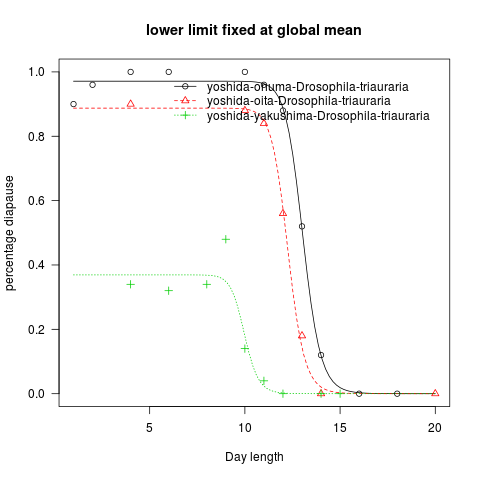 lower limit fixed at global mean
yoshida-onuma-Drosophila-triauraria
yoshida-oita-Drosophila-triauraria
yoshida-yakushima-Drosophila-triauraria
percentage diapause
1.0
0.8
0.6
0.4
0.2
0.0
5 10 15 20
Day length